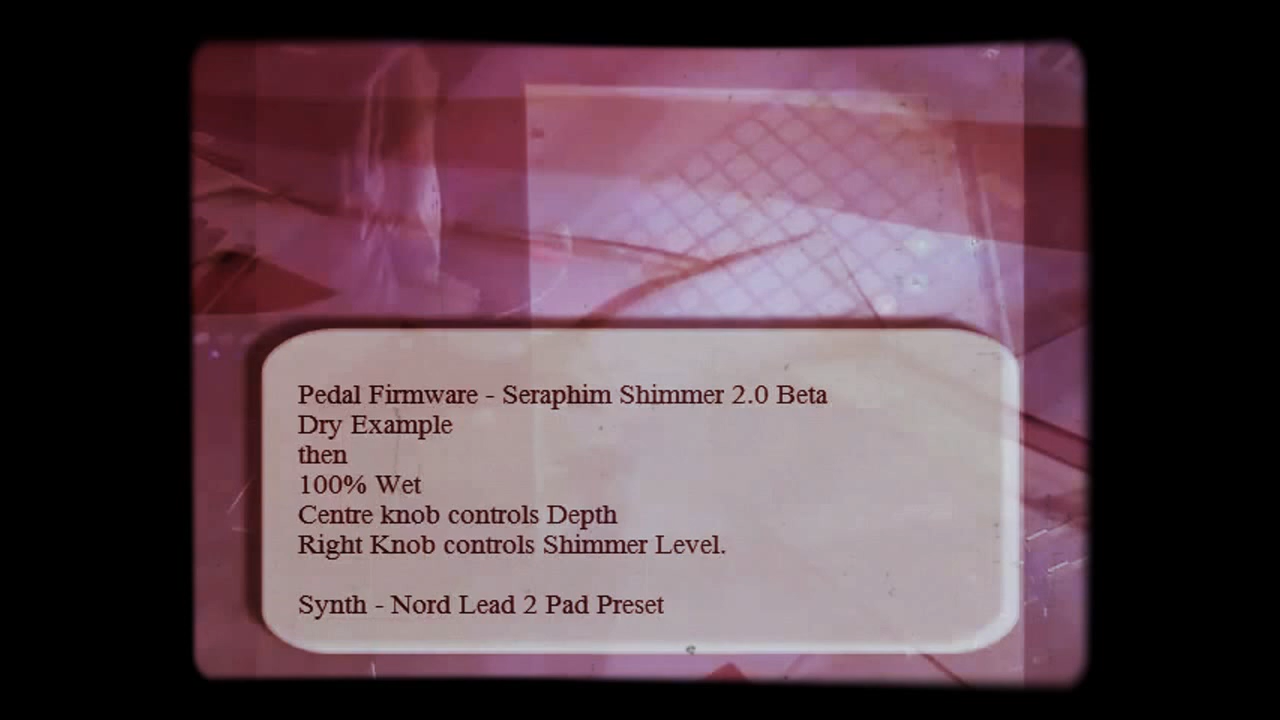 Pedal Firmware - Seraphim Shimmer 2.0 Beta
Dry Example
then
100% Wet
Centre knob controls Depth
Right Knob controls Shimmer Level.
Synth - Nord Lead 2 Pad Preset